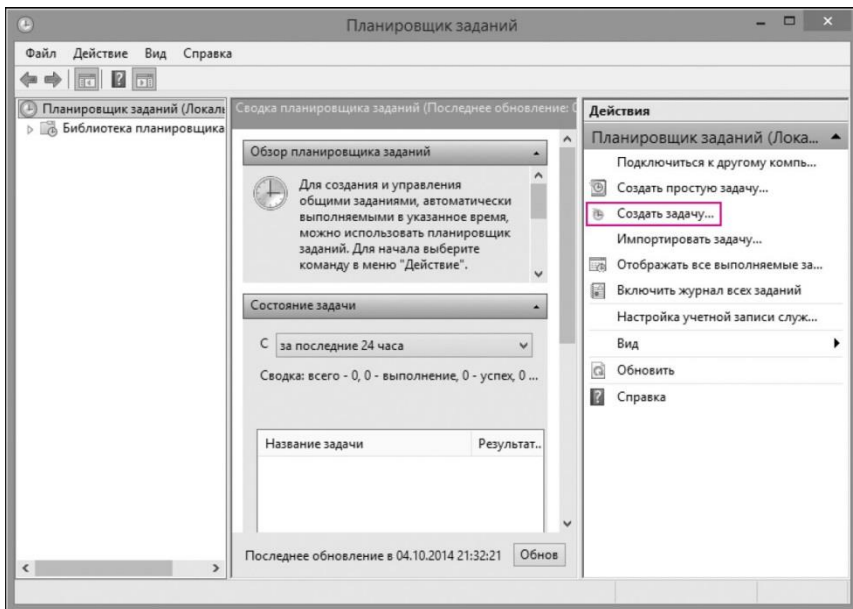 Планировщик заданий
Файл Действие Вид Справка
Планировщик заданий (Локаль
Библиотека планировщика
Сводка планировщика заданий (Последнее обновление: 0
Обзор планировщика заданий
Для создания и управления
общими заданиями, автоматически
выполняемыми в указанное время,
можно использовать планировщик
заданий. Для начала выберите
команду в меню "Действие".
Состояние задачи
С за последние 24 часа
Сводка: всего - 0, 0 - выполнение, 0 - успех, 0 ...
Название задачи Результат..
Последнее обновление в 04.10.2014 21:32:21 Обнов
Действия
Планировщик заданий (Лока...
Подключиться к другому компь...
Создать простую задачу...
Создать задачу...
Импортировать задачу...
Отображать все выполняемые за...
Включить журнал всех заданий
Настройка учетной записи служ...
Вид
Обновить
Справка